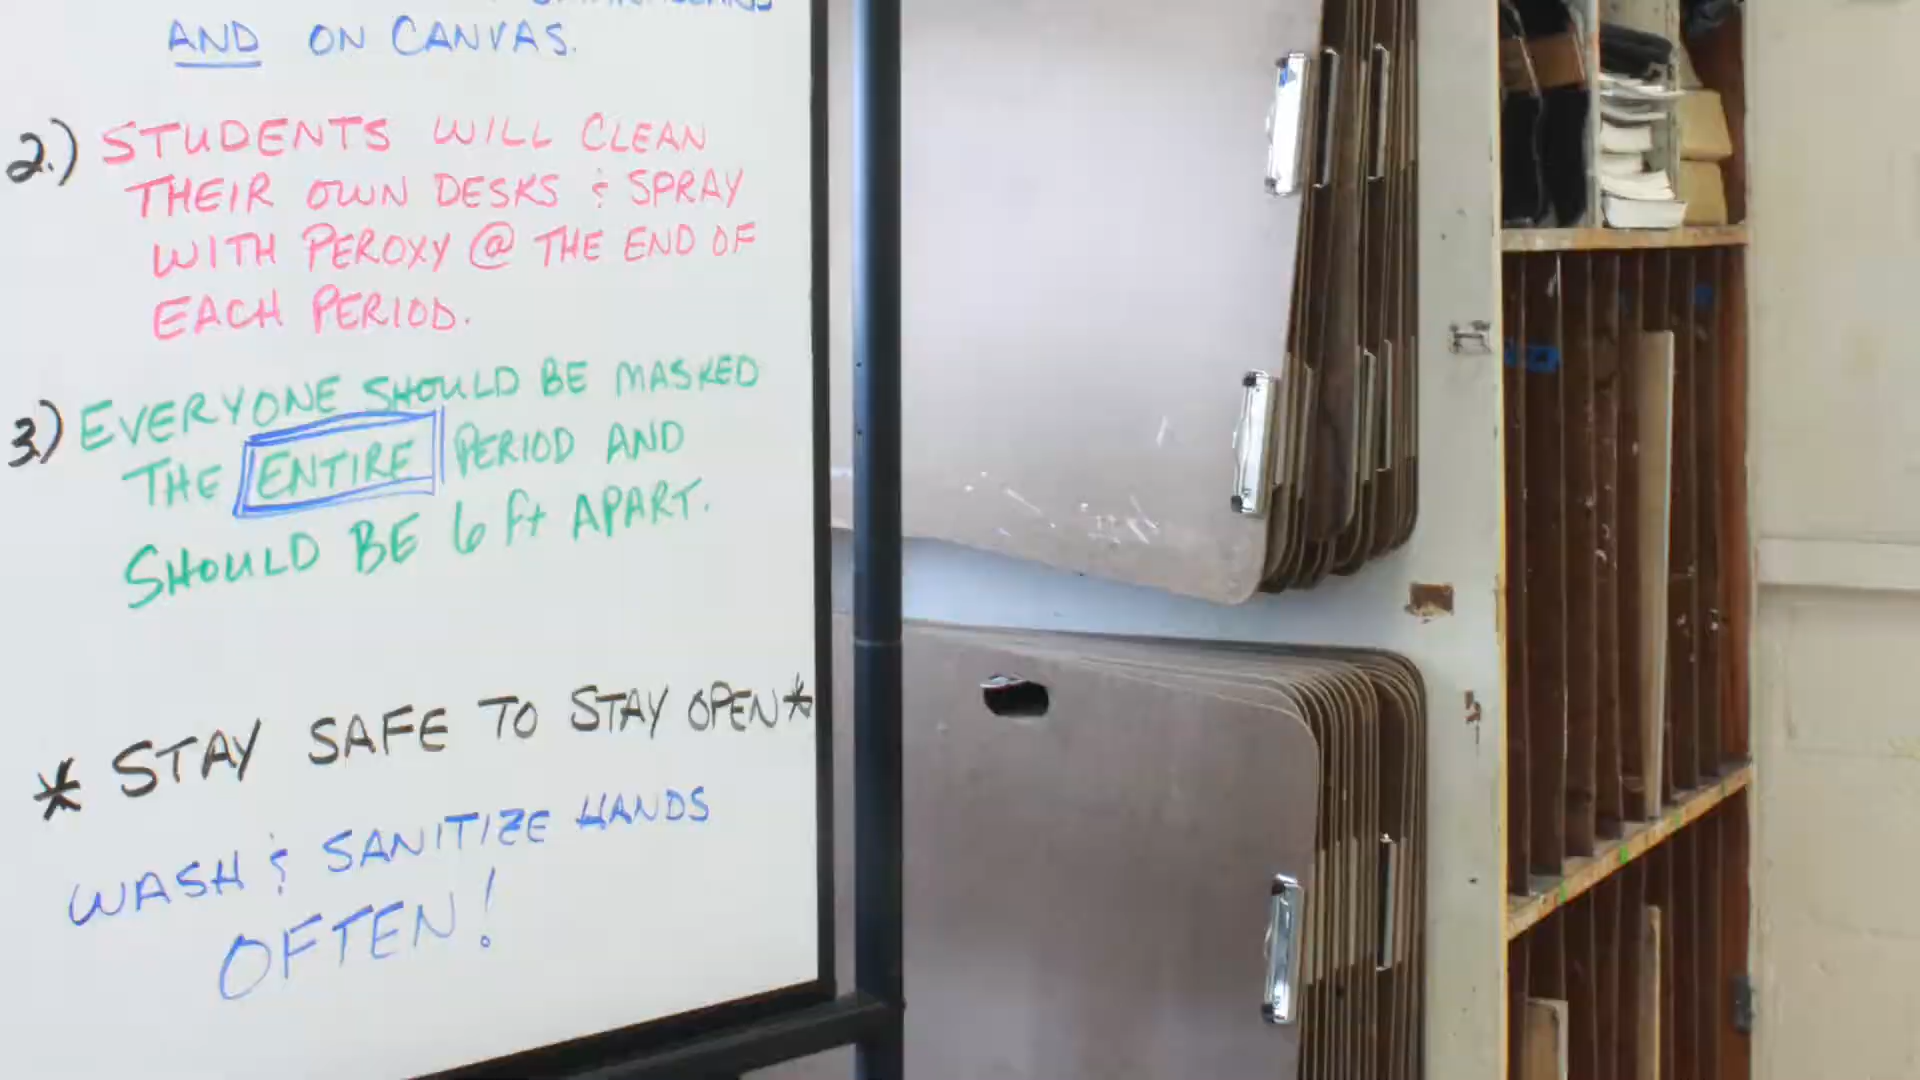 AND ON CANVAS.
2.) STUDENTS WILL CLEAN
THEIR OWN DESKS & SPRAY
WITH PEROXY @ THE END OF
EACH PERIOD.
3.) EVERYONE SHOULD BE MASKED
THE ENTIRE PERIOD AND
SHOULD BE 6 ft APART.
* STAY SAFE TO STAY OPEN *
WASH & SANITIZE HANDS
OFTEN!